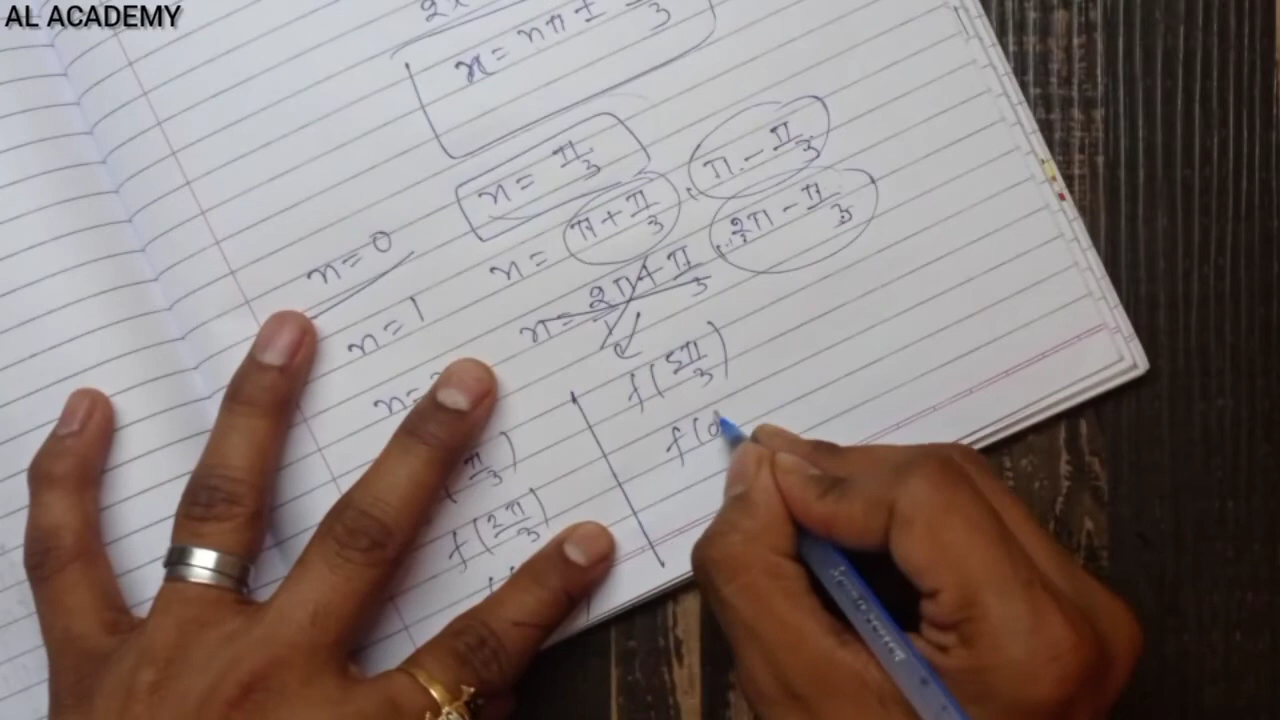 AL ACADEMY
2x
x = nπ ± π/3
x = π/3
n=0
x = π + π/3, π - π/3
n=1
x = 2π + π/3, 2π - π/3
n=
f(5π/3)
f(0
(π/3)
f(2π/3)